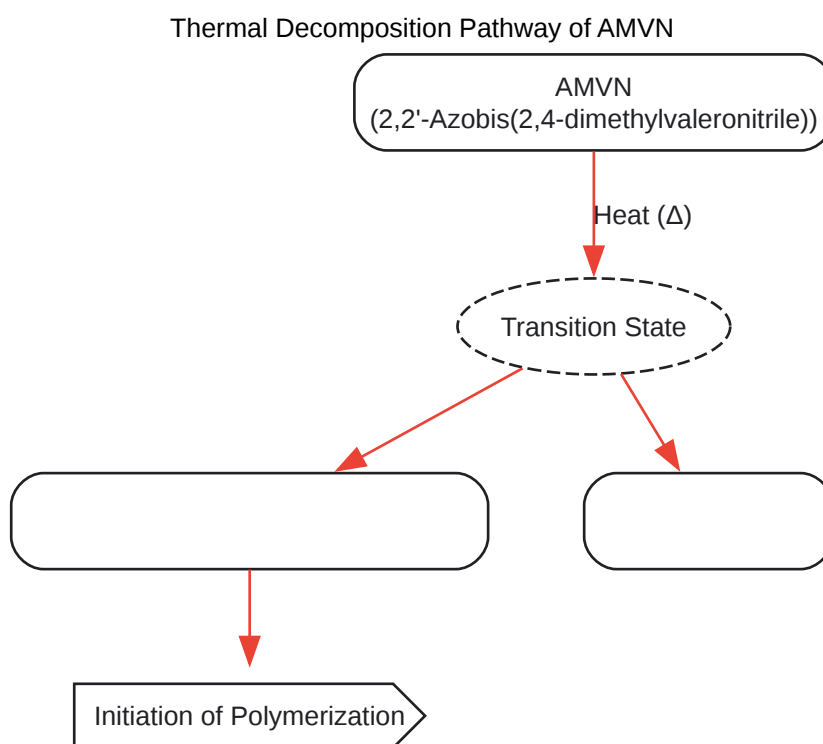 Thermal Decomposition Pathway of AMVN
AMVN
(2,2'-Azobis(2,4-dimethylvaleronitrile))
Heat (Δ)
Transition State
Initiation of Polymerization